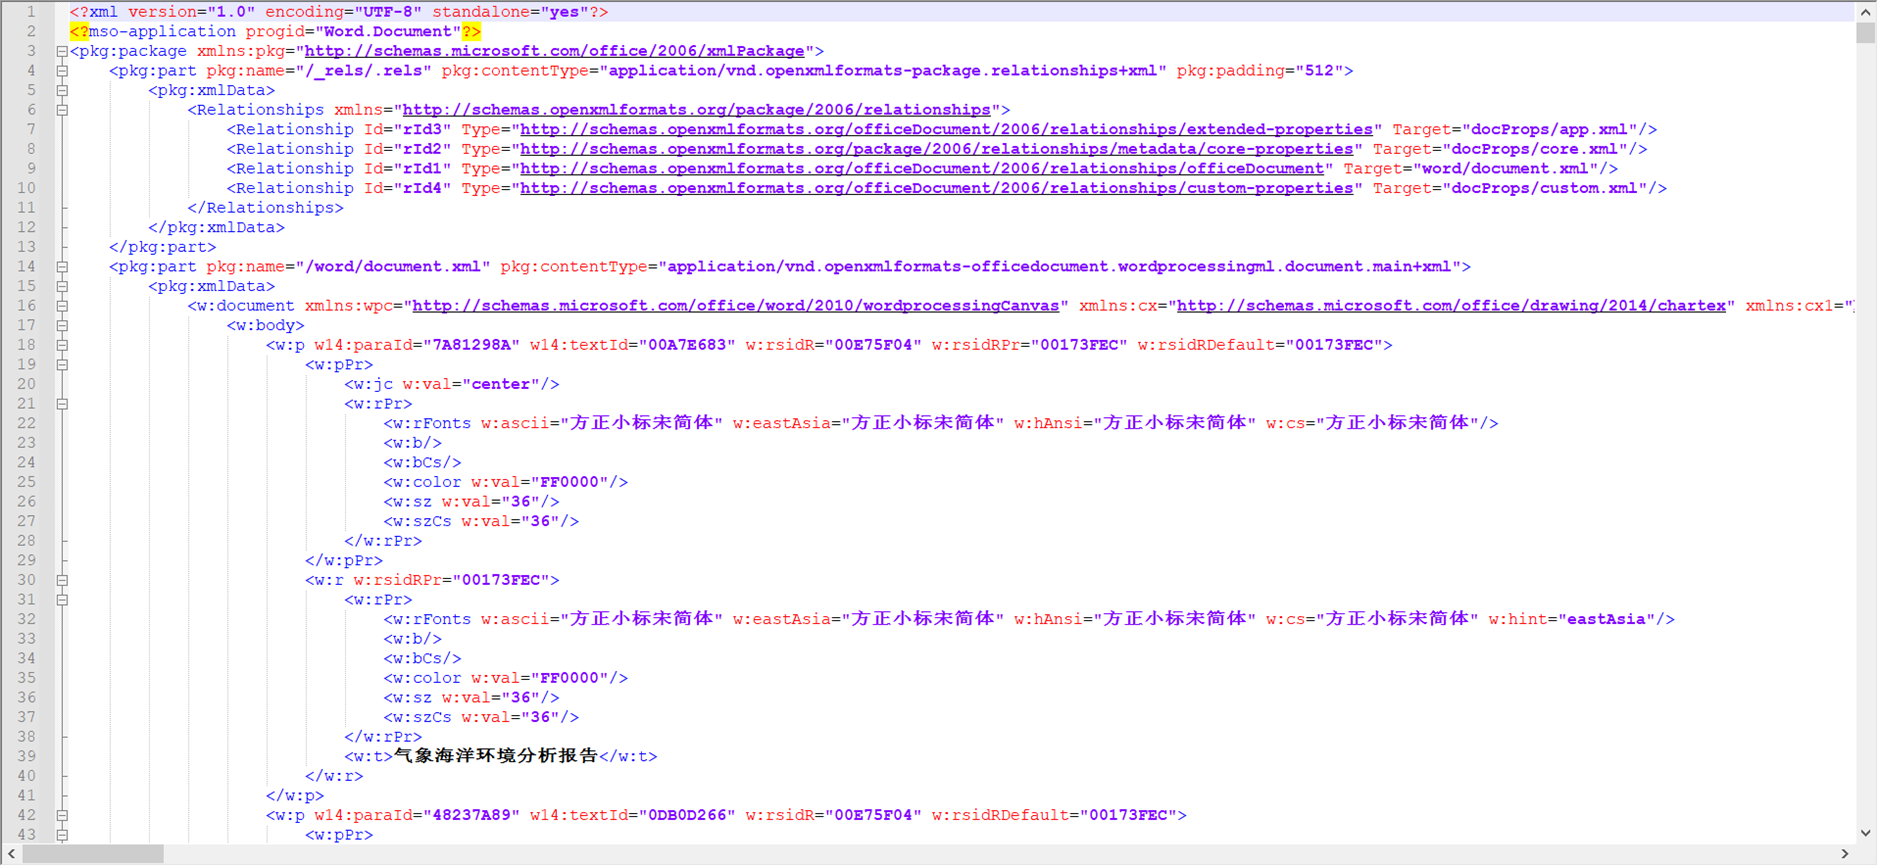 1 <?xml version="1.0" encoding="UTF-8" standalone="yes"?>
2 <?mso-application progid="Word.Document"?>
3 <pkg:package xmlns:pkg="http://schemas.microsoft.com/office/2006/xmlPackage">
4 <pkg:part pkg:name="/_rels/.rels" pkg:contentType="application/vnd.openxmlformats-package.relationships+xml" pkg:padding="512">
5 <pkg:xmlData>
6 <Relationships xmlns="http://schemas.openxmlformats.org/package/2006/relationships">
7 <Relationship Id="rId3" Type="http://schemas.openxmlformats.org/officeDocument/2006/relationships/extended-properties" Target="docProps/app.xml"/>
8 <Relationship Id="rId2" Type="http://schemas.openxmlformats.org/package/2006/relationships/metadata/core-properties" Target="docProps/core.xml"/>
9 <Relationship Id="rId1" Type="http://schemas.openxmlformats.org/officeDocument/2006/relationships/officeDocument" Target="word/document.xml"/>
10 <Relationship Id="rId4" Type="http://schemas.openxmlformats.org/officeDocument/2006/relationships/custom-properties" Target="docProps/custom.xml"/>
11 </Relationships>
12 </pkg:xmlData>
13 </pkg:part>
14 <pkg:part pkg:name="/word/document.xml" pkg:contentType="application/vnd.openxmlformats-officedocument.wordprocessingml.document.main+xml">
15 <pkg:xmlData>
16 <w:document xmlns:wpc="http://schemas.microsoft.com/office/word/2010/wordprocessingCanvas" xmlns:cx="http://schemas.microsoft.com/office/drawing/2014/chartex" xmlns:cx1="
17 <w:body>
18 <w:p w14:paraId="7A81298A" w14:textId="00A7E683" w:rsidR="00E75F04" w:rsidRPr="00173FEC" w:rsidRDefault="00173FEC">
19 <w:pPr>
20 <w:jc w:val="center"/>
21 <w:rPr>
22 <w:rFonts w:ascii="方正小标宋简体" w:eastAsia="方正小标宋简体" w:hAnsi="方正小标宋简体" w:cs="方正小标宋简体"/>
23 <w:b/>
24 <w:bCs/>
25 <w:color w:val="FF0000"/>
26 <w:sz w:val="36"/>
27 <w:szCs w:val="36"/>
28 </w:rPr>
29 </w:pPr>
30 <w:r w:rsidRPr="00173FEC">
31 <w:rPr>
32 <w:rFonts w:ascii="方正小标宋简体" w:eastAsia="方正小标宋简体" w:hAnsi="方正小标宋简体" w:cs="方正小标宋简体" w:hint="eastAsia"/>
33 <w:b/>
34 <w:bCs/>
35 <w:color w:val="FF0000"/>
36 <w:sz w:val="36"/>
37 <w:szCs w:val="36"/>
38 </w:rPr>
39 <w:t>气象海洋环境分析报告</w:t>
40 </w:r>
41 </w:p>
42 <w:p w14:paraId="48237A89" w14:textId="0DB0D266" w:rsidR="00E75F04" w:rsidRDefault="00173FEC">
43 <w:pPr>